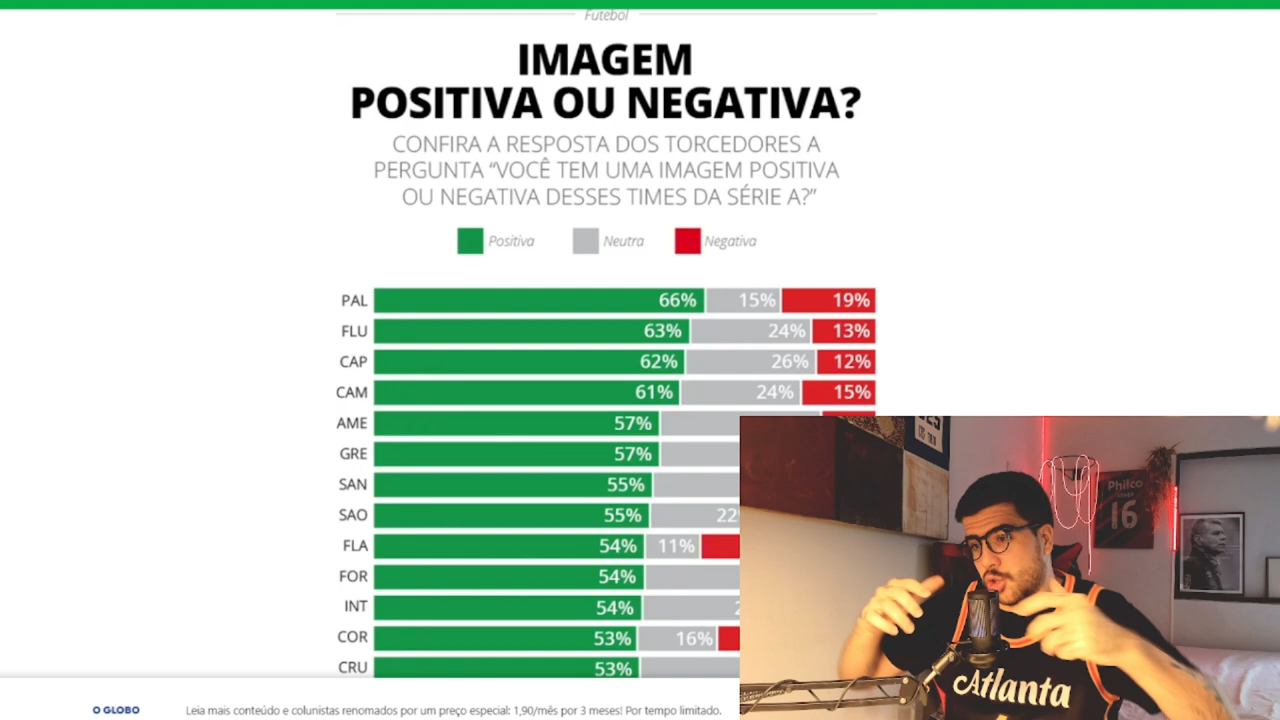 Futebol
IMAGEM
POSITIVA OU NEGATIVA?
CONFIRA A RESPOSTA DOS TORCEDORES A
PERGUNTA “VOCÊ TEM UMA IMAGEM POSITIVA
OU NEGATIVA DESSES TIMES DA SÉRIE A?”
Positiva Neutra Negativa
PAL 66% 15% 19%
FLU 63% 24% 13%
CAP 62% 26% 12%
CAM 61% 24% 15%
AME 57%
GRE 57%
SAN 55%
SAO 55% 22
FLA 54% 11%
FOR 54%
INT 54% 2
COR 53% 16%
CRU 53%
Philco
16
Atlanta
O GLOBO Leia mais conteúdo e colunistas renomados por um preço especial: 1,90/mês por 3 meses! Por tempo limitado.